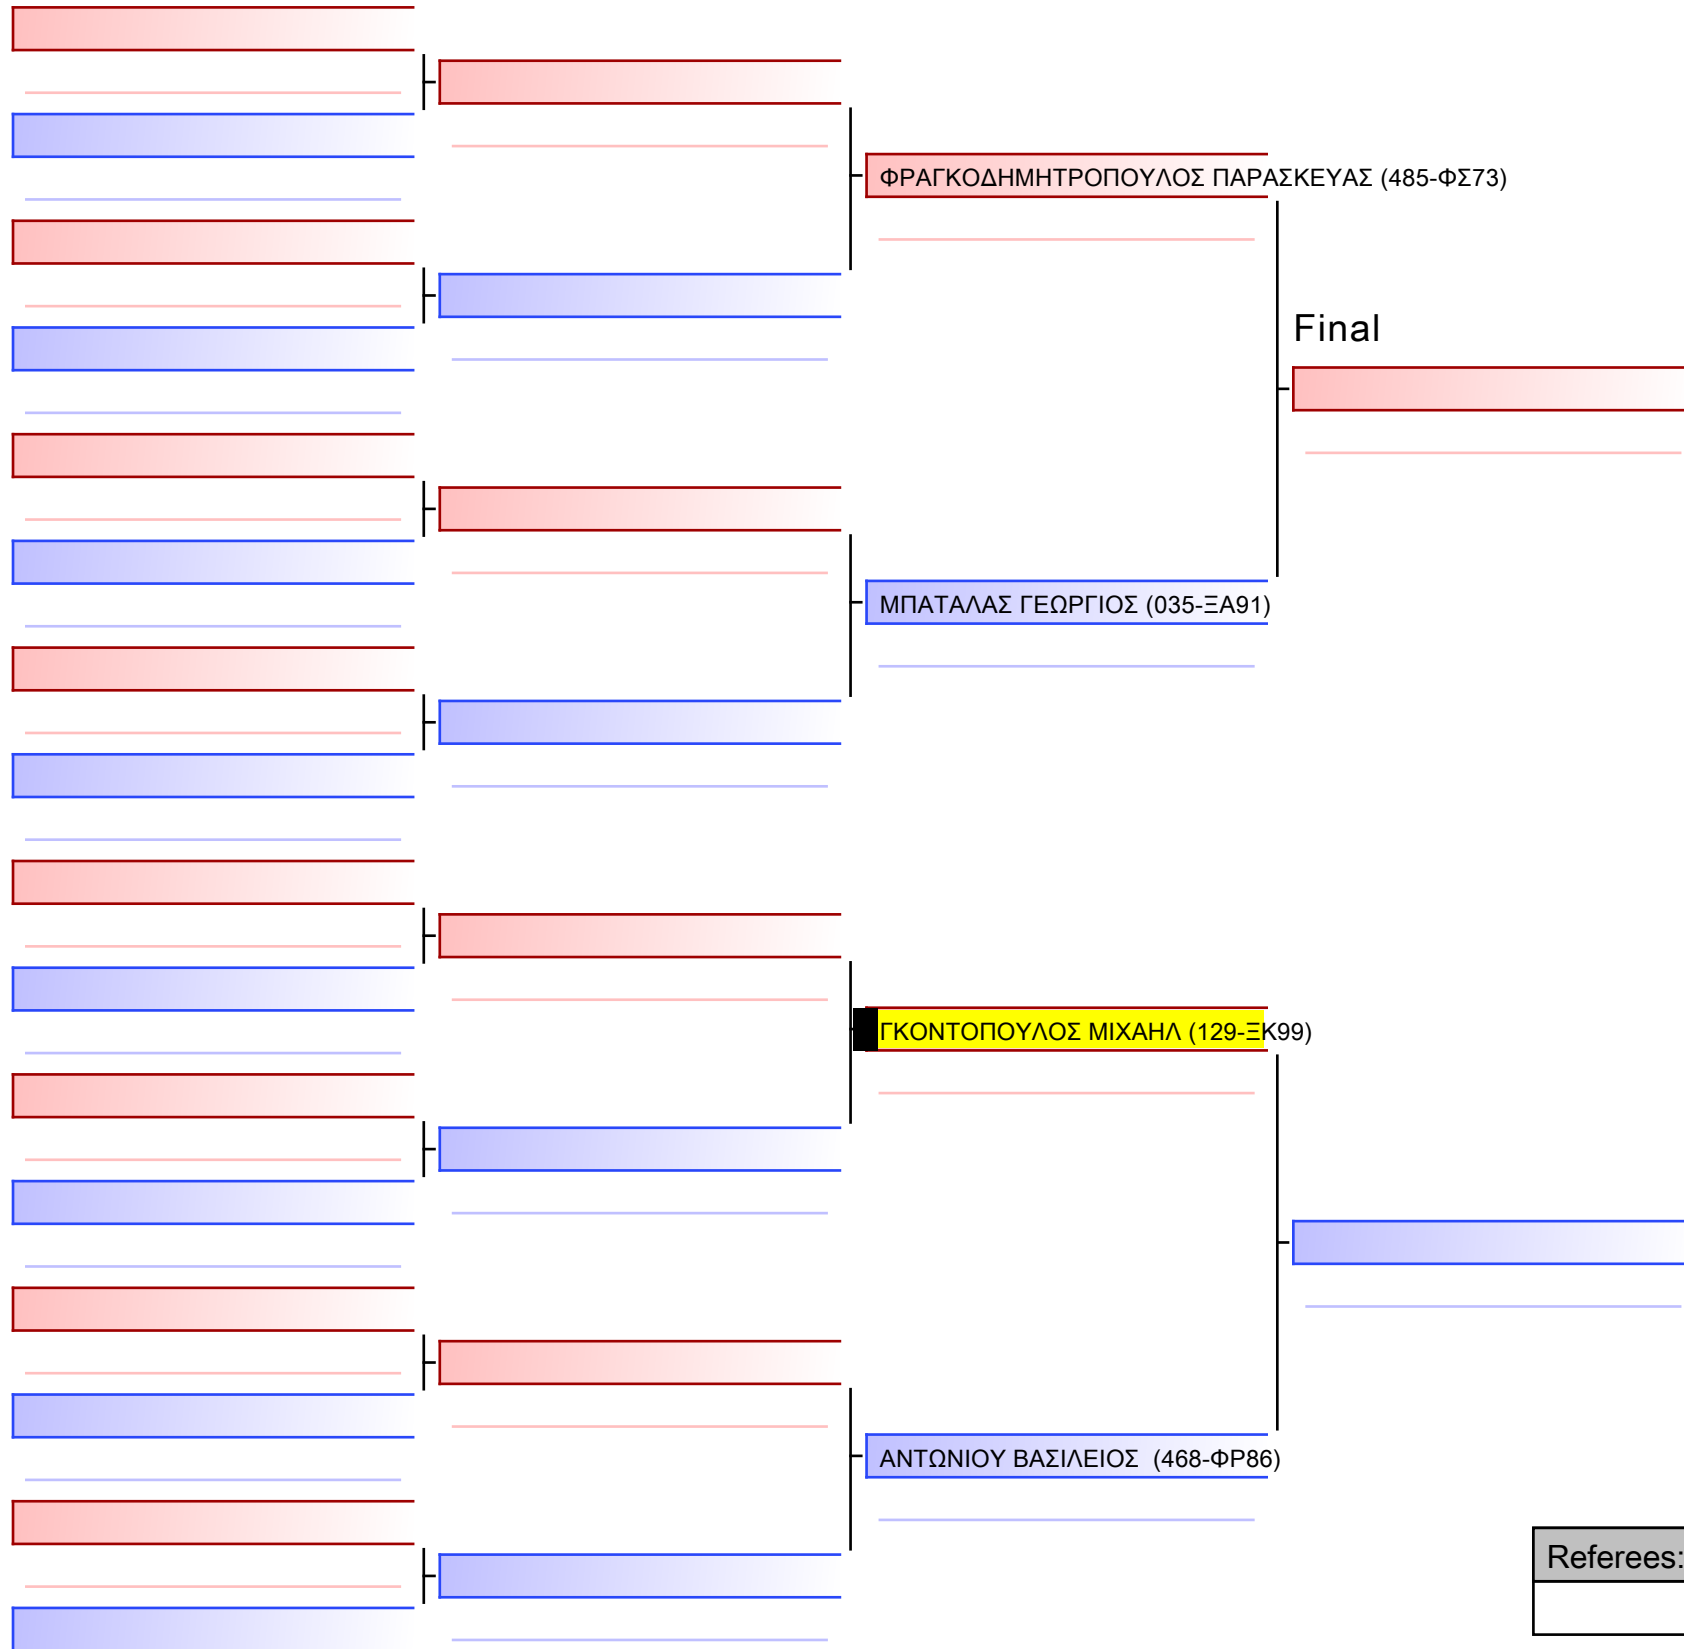 ΦΡΑΓΚΟΔΗΜΗΤΡΟΠΟΥΛΟΣ ΠΑΡΑΣΚΕΥΑΣ (485-ΦΣ73)
Final
ΜΠΑΤΑΛΑΣ ΓΕΩΡΓΙΟΣ (035-ΞΑ91)
ΓΚΟΝΤΟΠΟΥΛΟΣ ΜΙΧΑΗΛ (129-ΞΚ99)
ΑΝΤΩΝΙΟΥ ΒΑΣΙΛΕΙΟΣ (468-ΦΡ86)
Referees: